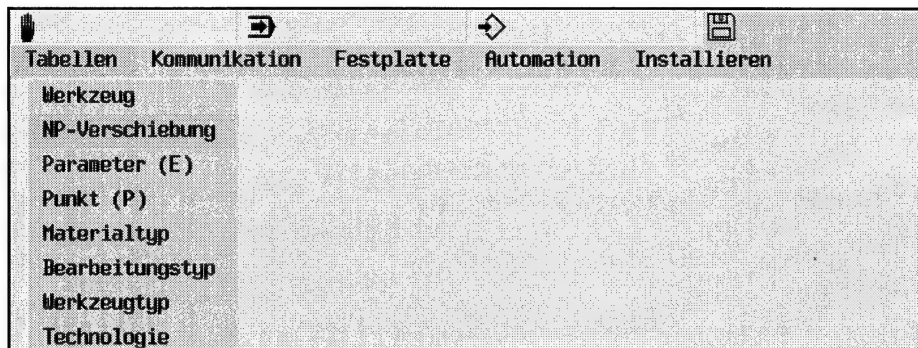 Tabellen Kommunikation Festplatte Automation Installieren
Werkzeug
NP-Verschiebung
Parameter (E)
Punkt (P)
Materialtyp
Bearbeitungstyp
Werkzeugtyp
Technologie